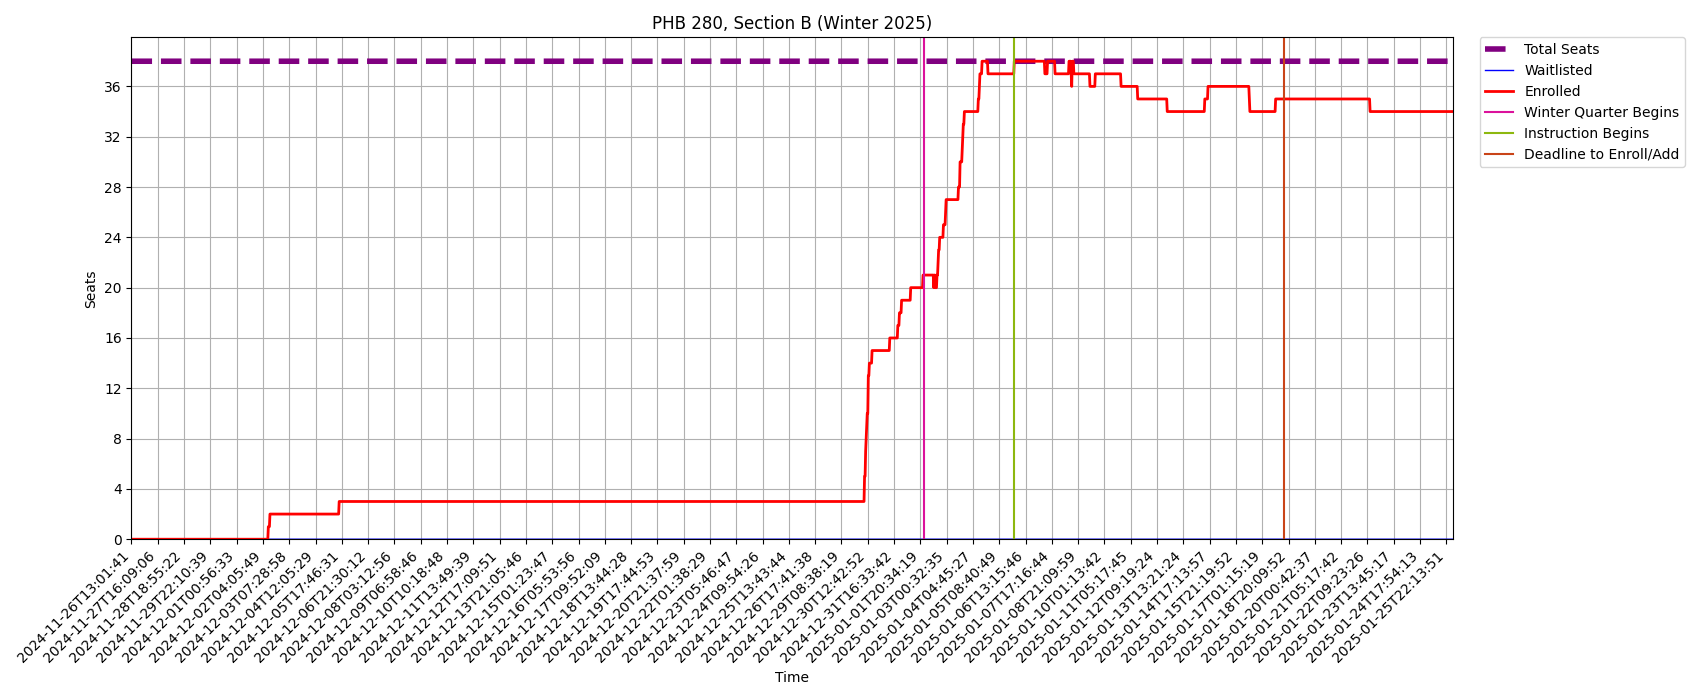 PHB 280, Section B (Winter 2025)
Total Seats
Waitlisted
Enrolled
Winter Quarter Begins
Instruction Begins
Deadline to Enroll/Add
Seats
36
32
28
24
20
16
12
8
4
0
2024-11-26T13:01:41
2024-11-27T16:09:06
2024-11-28T18:55:22
2024-11-29T22:10:39
2024-12-01T00:56:33
2024-12-02T04:05:49
2024-12-03T07:28:58
2024-12-04T12:05:29
2024-12-05T17:46:31
2024-12-06T21:30:12
2024-12-08T03:12:56
2024-12-09T06:58:46
2024-12-10T10:18:48
2024-12-11T13:49:39
2024-12-12T17:09:51
2024-12-13T21:05:46
2024-12-15T01:23:47
2024-12-16T05:53:56
2024-12-17T09:52:09
2024-12-18T13:44:28
2024-12-19T17:44:53
2024-12-20T21:37:59
2024-12-22T01:38:29
2024-12-23T05:46:47
2024-12-24T09:54:26
2024-12-25T13:43:44
2024-12-26T17:41:38
2024-12-29T08:38:19
2024-12-30T12:42:52
2024-12-31T16:33:42
2025-01-01T20:34:19
2025-01-03T00:32:35
2025-01-04T04:45:27
2025-01-05T08:40:49
2025-01-06T13:15:46
2025-01-07T17:16:44
2025-01-08T21:09:59
2025-01-10T01:13:42
2025-01-11T05:17:45
2025-01-12T09:19:24
2025-01-13T13:21:24
2025-01-14T17:13:57
2025-01-15T21:19:52
2025-01-17T01:15:19
2025-01-18T20:09:52
2025-01-20T00:42:37
2025-01-21T05:17:42
2025-01-22T09:23:26
2025-01-23T13:45:17
2025-01-24T17:54:13
2025-01-25T22:13:51
Time